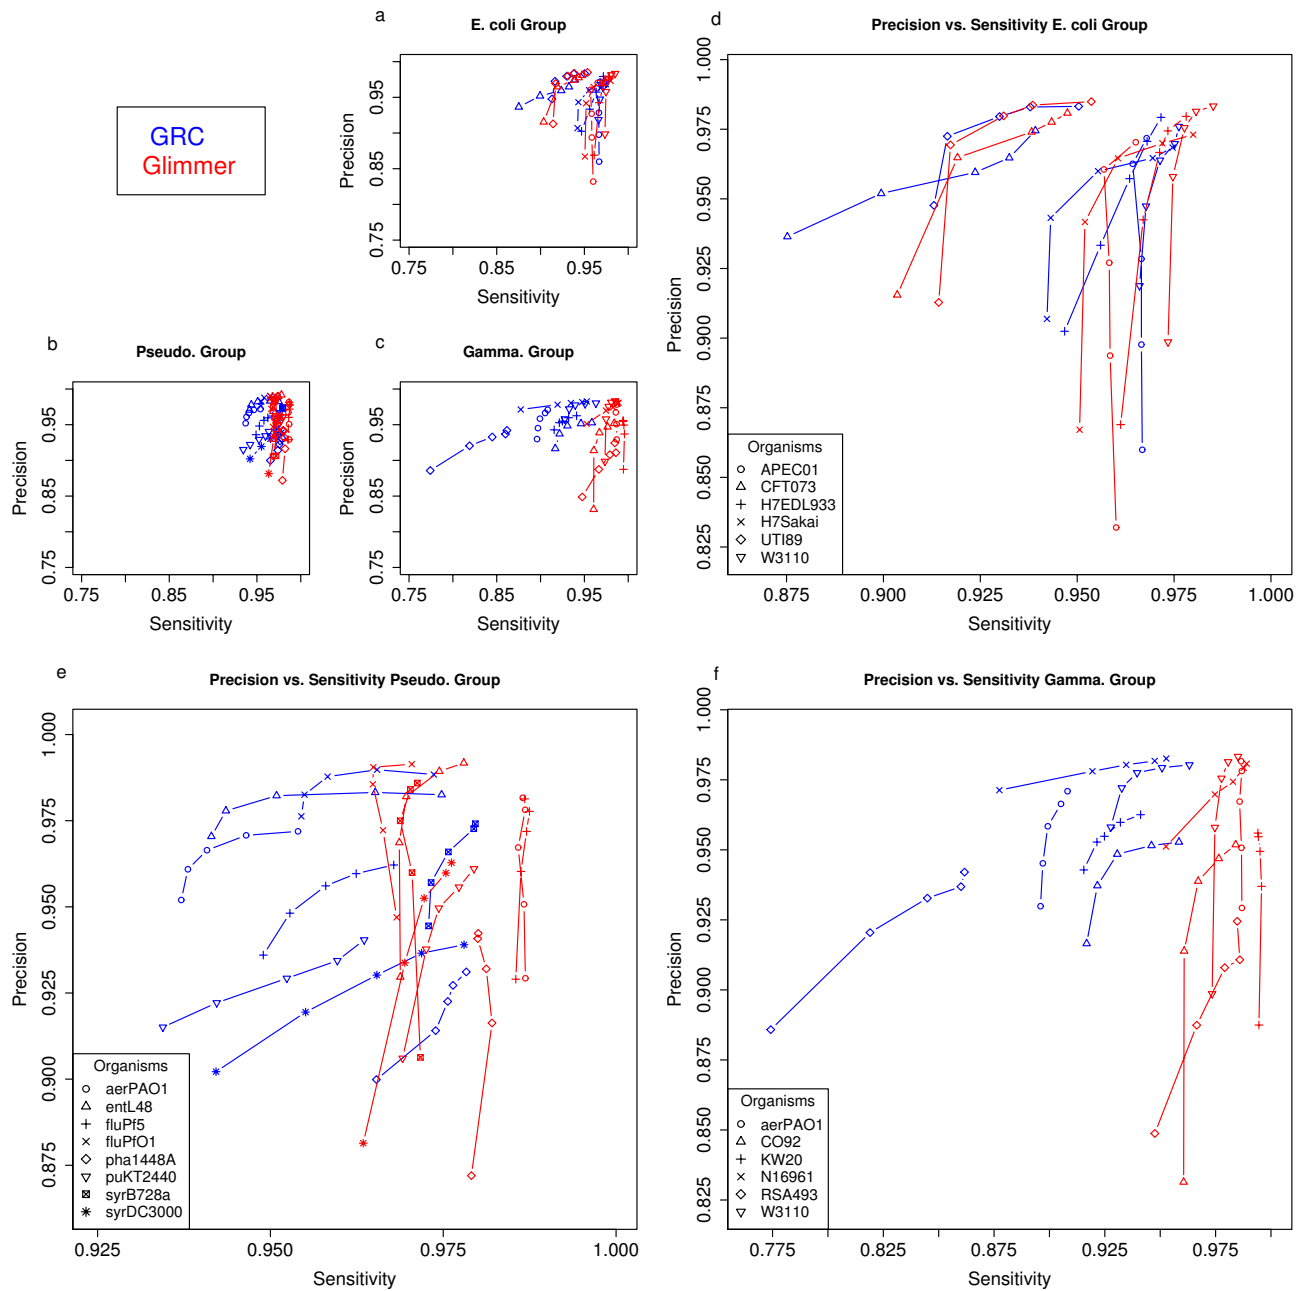 a
E. coli Group
Precision
0.75 0.85 0.95
0.75 0.85 0.95
Sensitivity
GRC
Glimmer
b
Pseudo. Group
Precision
0.75 0.85 0.95
0.75 0.85 0.95
Sensitivity
c
Gamma. Group
Precision
0.75 0.85 0.95
0.75 0.85 0.95
Sensitivity
d
Precision vs. Sensitivity E. coli Group
Precision
0.825 0.850 0.875 0.900 0.925 0.950 0.975 1.000
Organisms
APEC01
CFT073
H7EDL933
H7Sakai
UTI89
W3110
0.875 0.900 0.925 0.950 0.975 1.000
Sensitivity
e
Precision vs. Sensitivity Pseudo. Group
Precision
0.875 0.900 0.925 0.950 0.975 1.000
Organisms
aerPAO1
entL48
fluPf5
fluPfO1
pha1448A
puKT2440
syrB728a
syrDC3000
0.925 0.950 0.975 1.000
Sensitivity
f
Precision vs. Sensitivity Gamma. Group
Precision
0.825 0.850 0.875 0.900 0.925 0.950 0.975 1.000
Organisms
aerPAO1
CO92
KW20
N16961
RSA493
W3110
0.775 0.825 0.875 0.925 0.975
Sensitivity